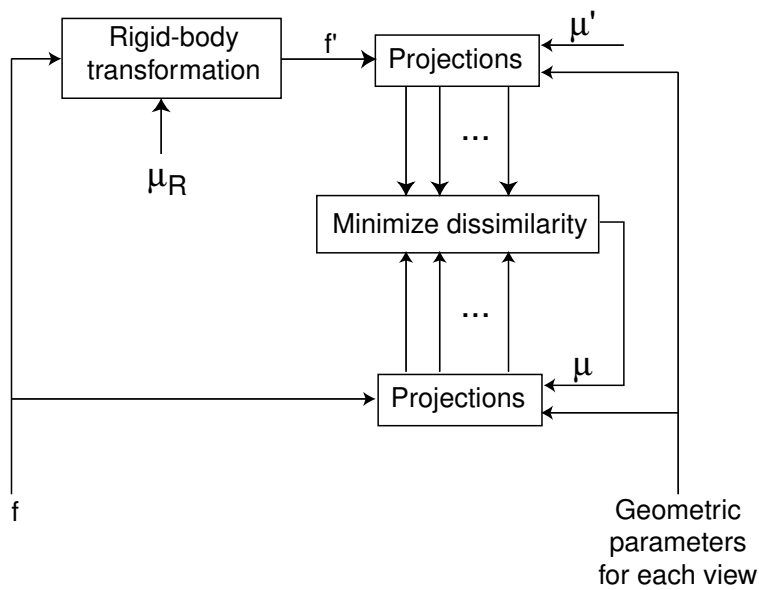 Rigid-body
transformation
f'
Projections
μ'
...
μR
Minimize dissimilarity
...
μ
Projections
f
Geometric
parameters
for each view